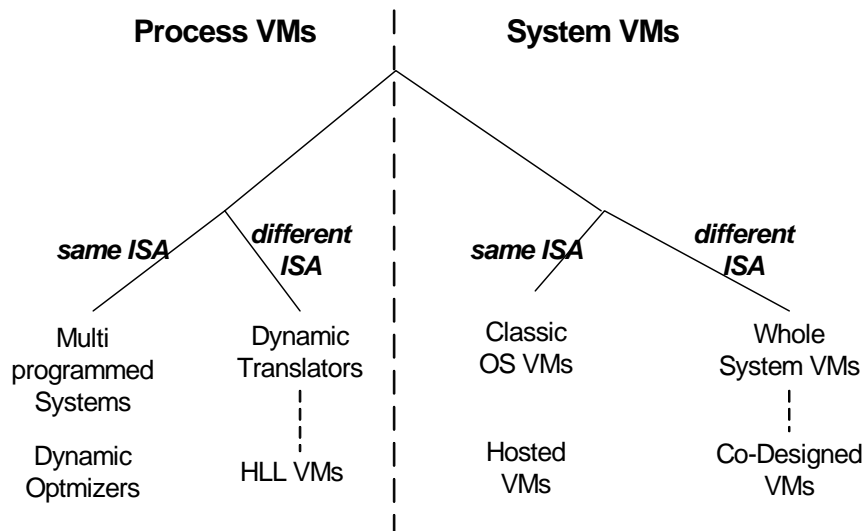 Process VMs
System VMs
same ISA
different
ISA
same ISA
different
ISA
Multi
programmed
Systems
Dynamic
Translators
Classic
OS VMs
Whole
System VMs
Dynamic
Optmizers
HLL VMs
Hosted
VMs
Co-Designed
VMs